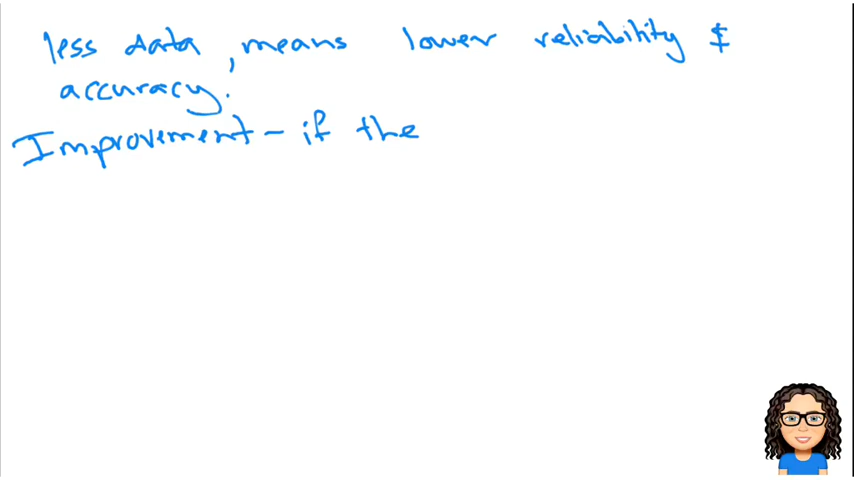 less data, means lower reliability &
accuracy.
Improvement - if the